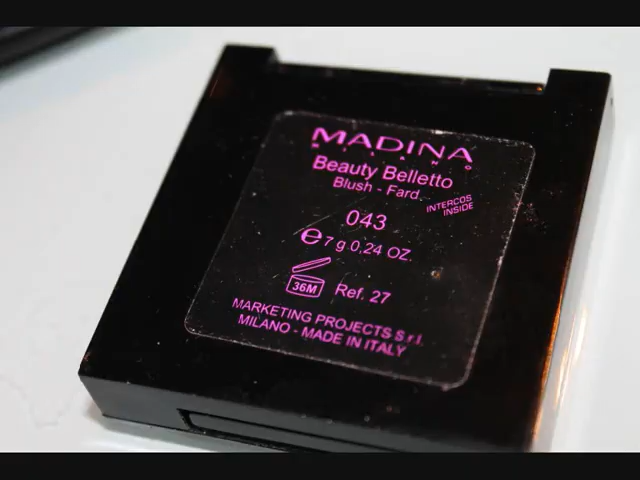 MADINA
MILANO
Beauty Belletto
Blush - Fard
INTERCOS
INSIDE
043
e 7 g 0,24 OZ.
36M Ref. 27
MARKETING PROJECTS S.r.l.
MILANO - MADE IN ITALY